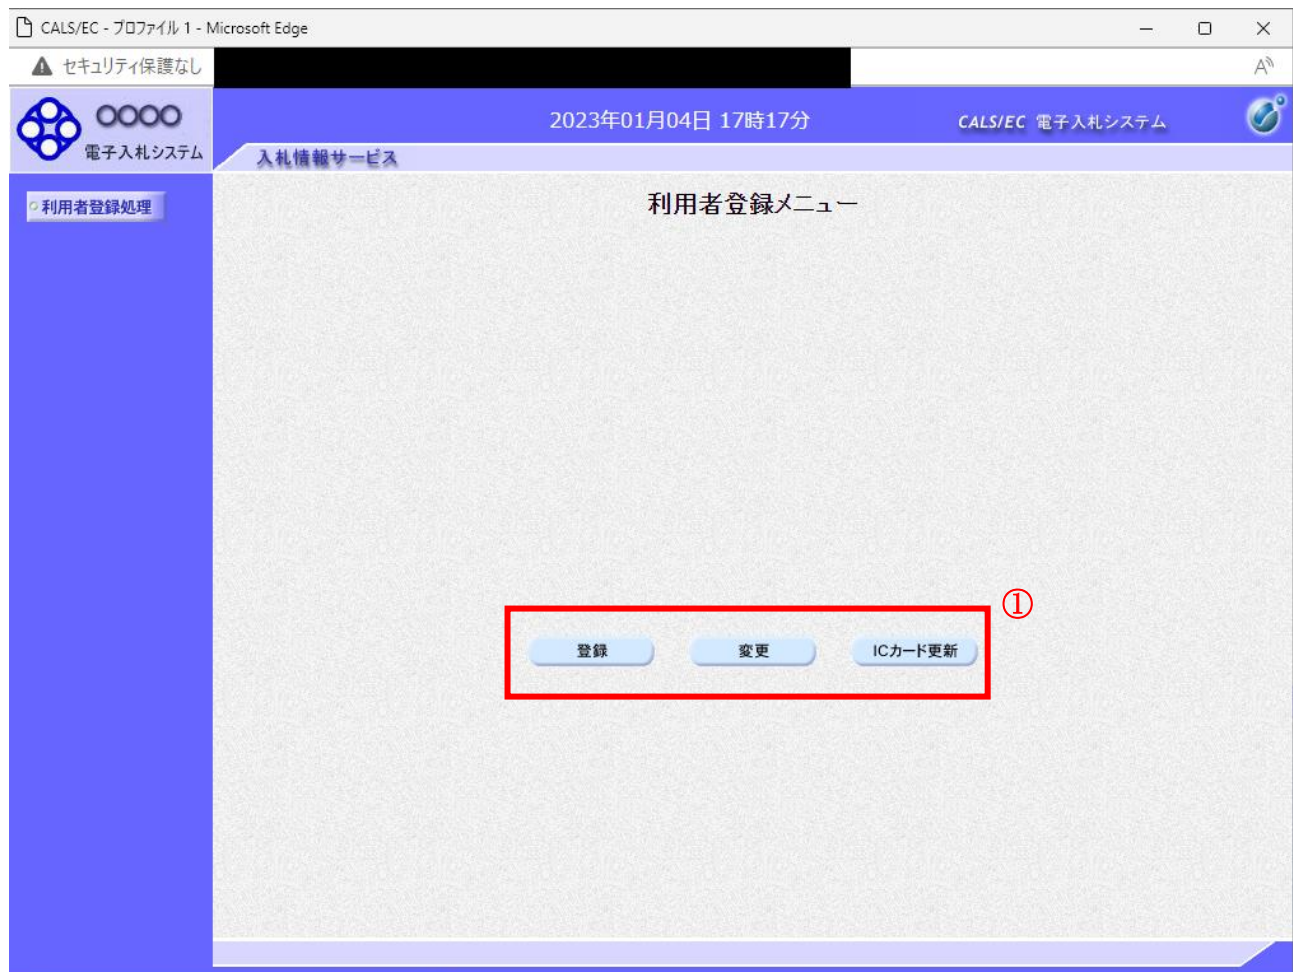 CALS/EC - プロファイル 1 - Microsoft Edge
セキュリティ保護なし
A
○○○○
電子入札システム
2023年01月04日 17時17分
CALS/EC 電子入札システム
入札情報サービス
利用者登録処理
利用者登録メニュー
①
登録 変更 ICカード更新